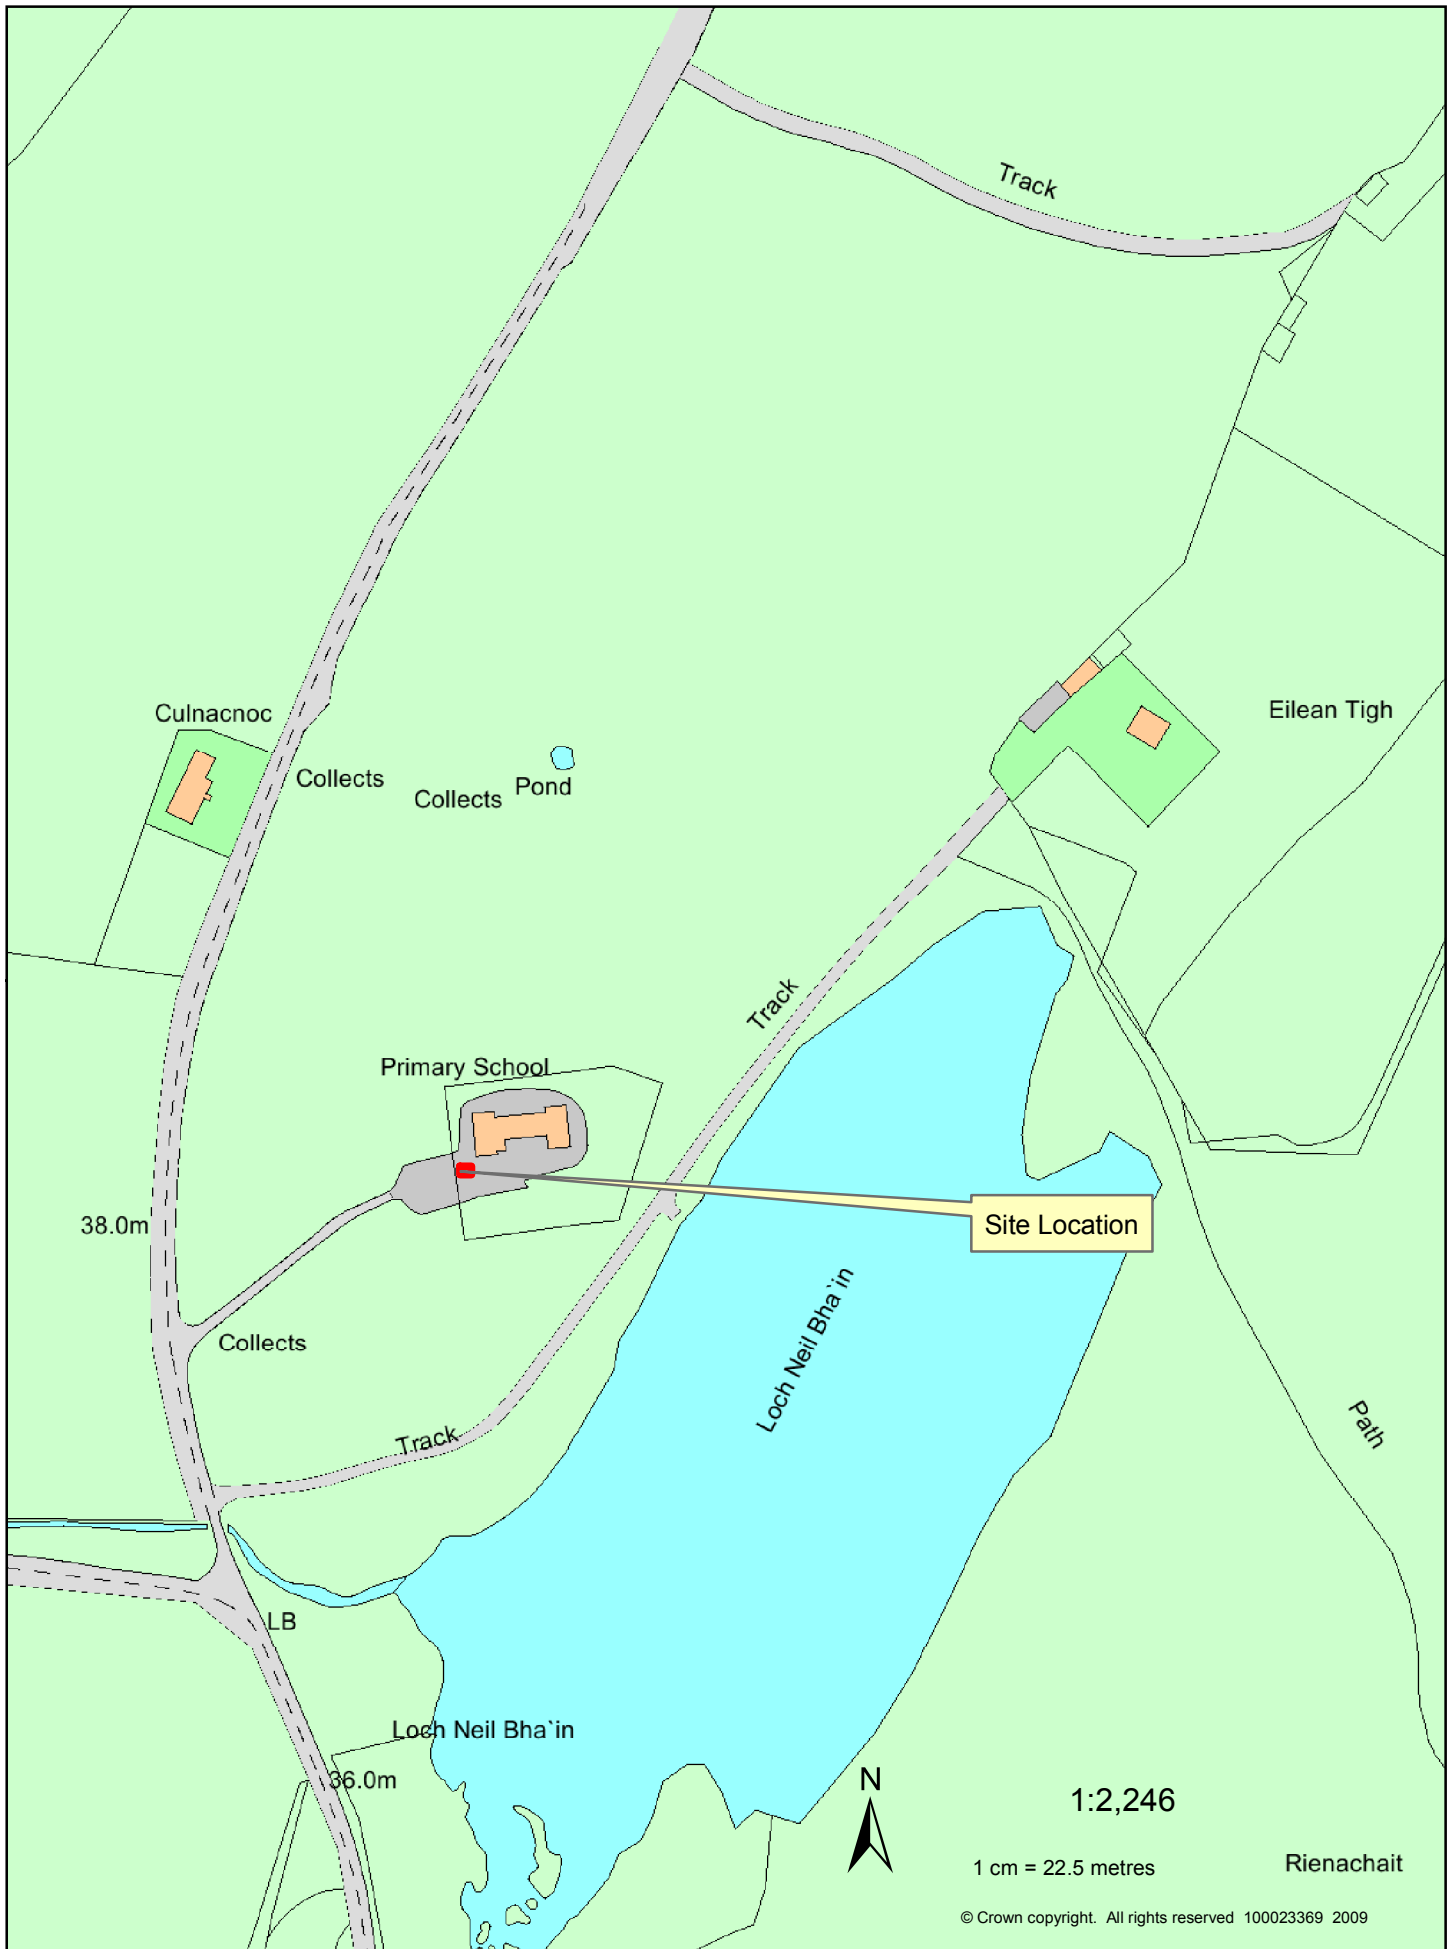 Track
Culnacnoc
Eilean Tigh
Collects
Collects
Pond
Track
Primary School
38.0m
Site Location
Collects
Loch Neil Bha`in
Path
Track
LB
Loch Neil Bha`in
36.0m
N
1:2,246
1 cm = 22.5 metres
Rienachait
© Crown copyright. All rights reserved 100023369 2009